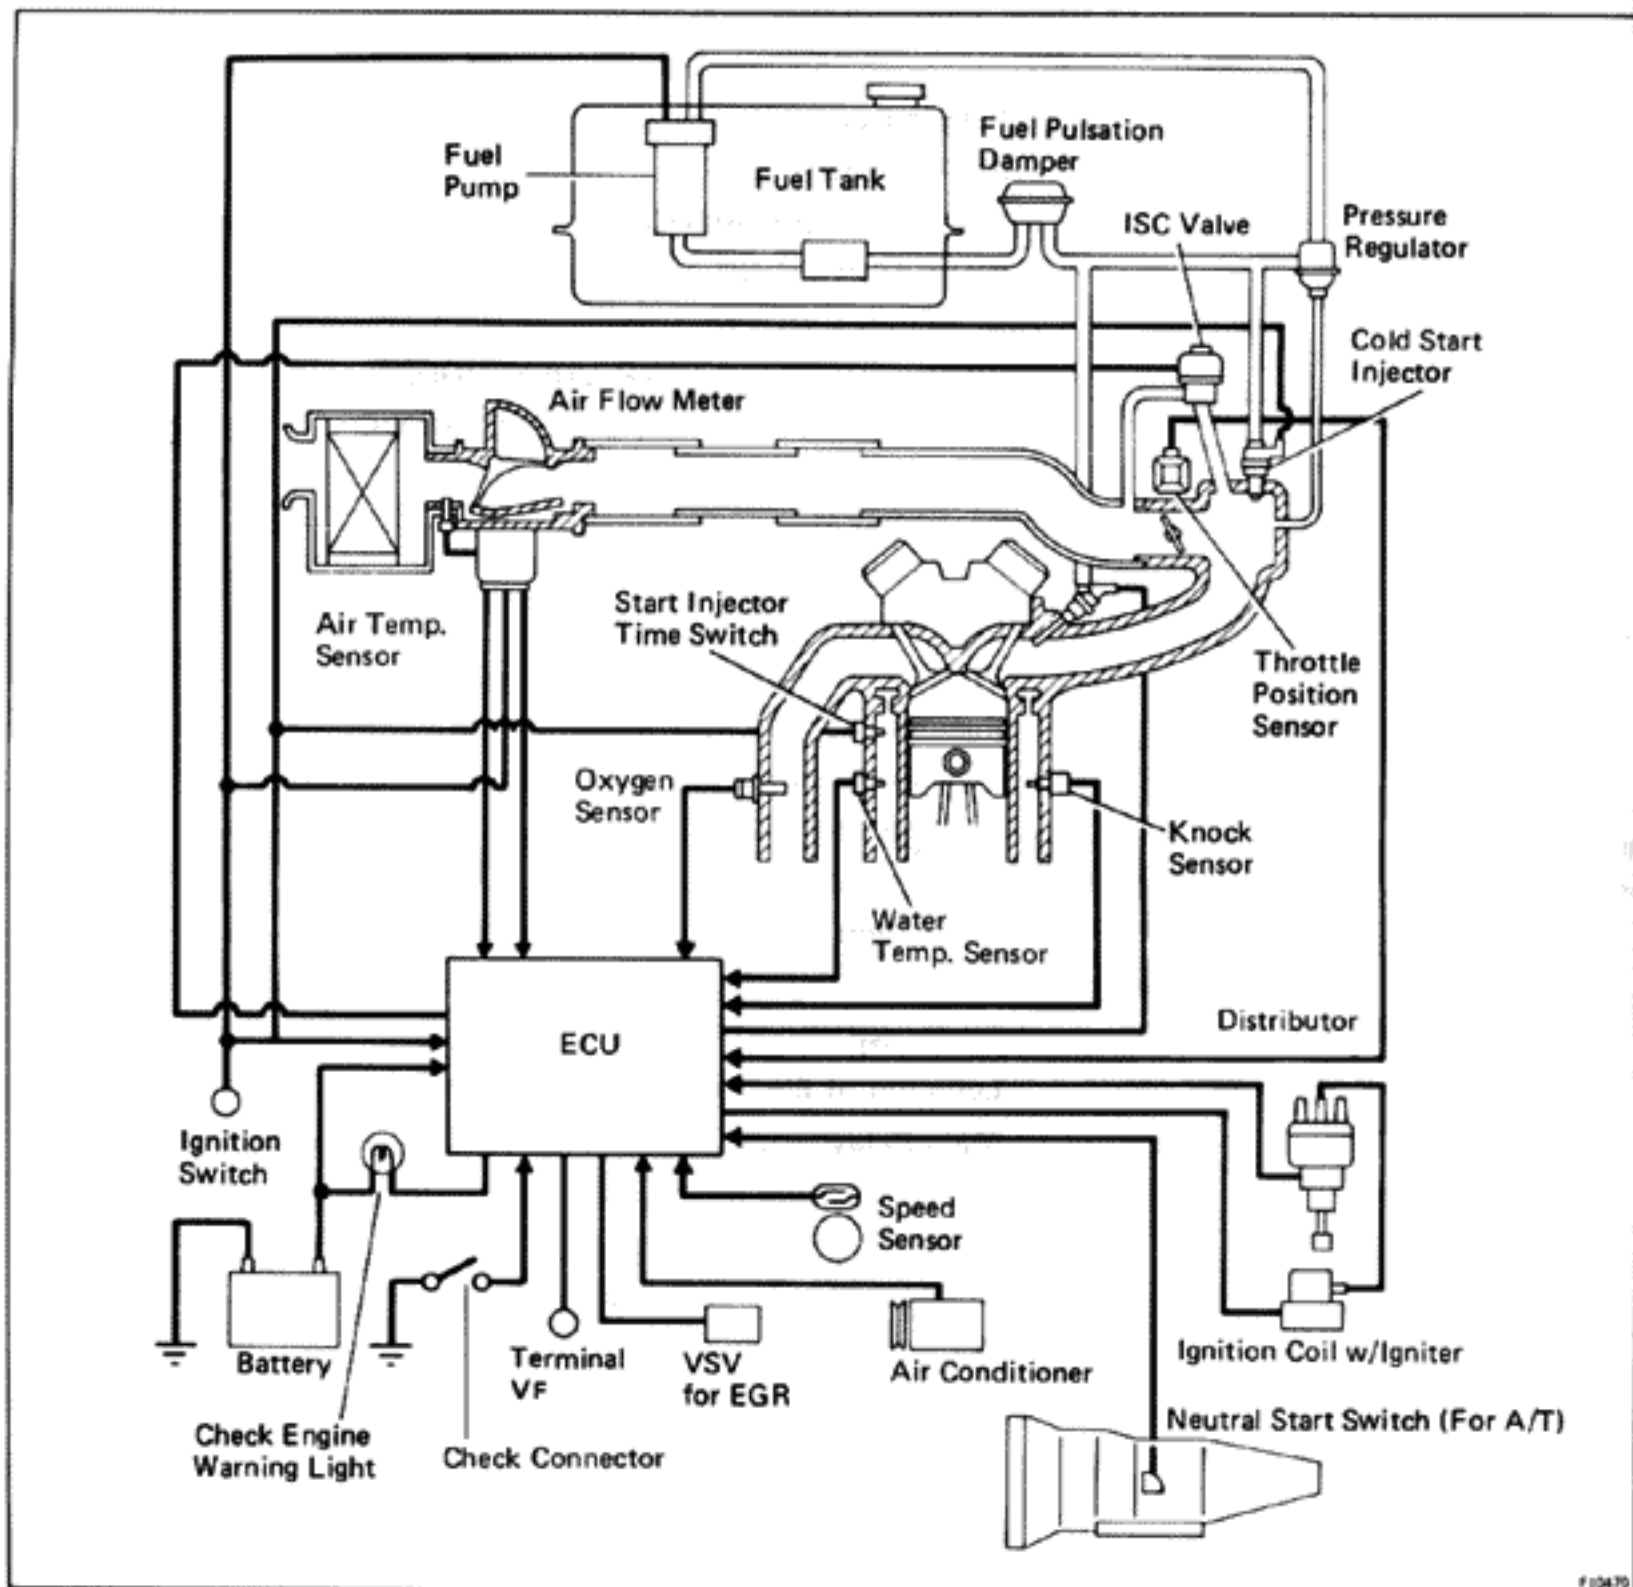 Fuel
Pump
Fuel Tank
Fuel Pulsation
Damper
ISC Valve
Pressure
Regulator
Cold Start
Injector
Air Flow Meter
Air Temp.
Sensor
Start Injector
Time Switch
Throttle
Position
Sensor
Oxygen
Sensor
Knock
Sensor
Water
Temp. Sensor
ECU
Distributor
Ignition
Switch
Speed
Sensor
Battery
Terminal
VF
VSV
for EGR
Air Conditioner
Ignition Coil w/Igniter
Check Engine
Warning Light
Check Connector
Neutral Start Switch (For A/T)
F10470